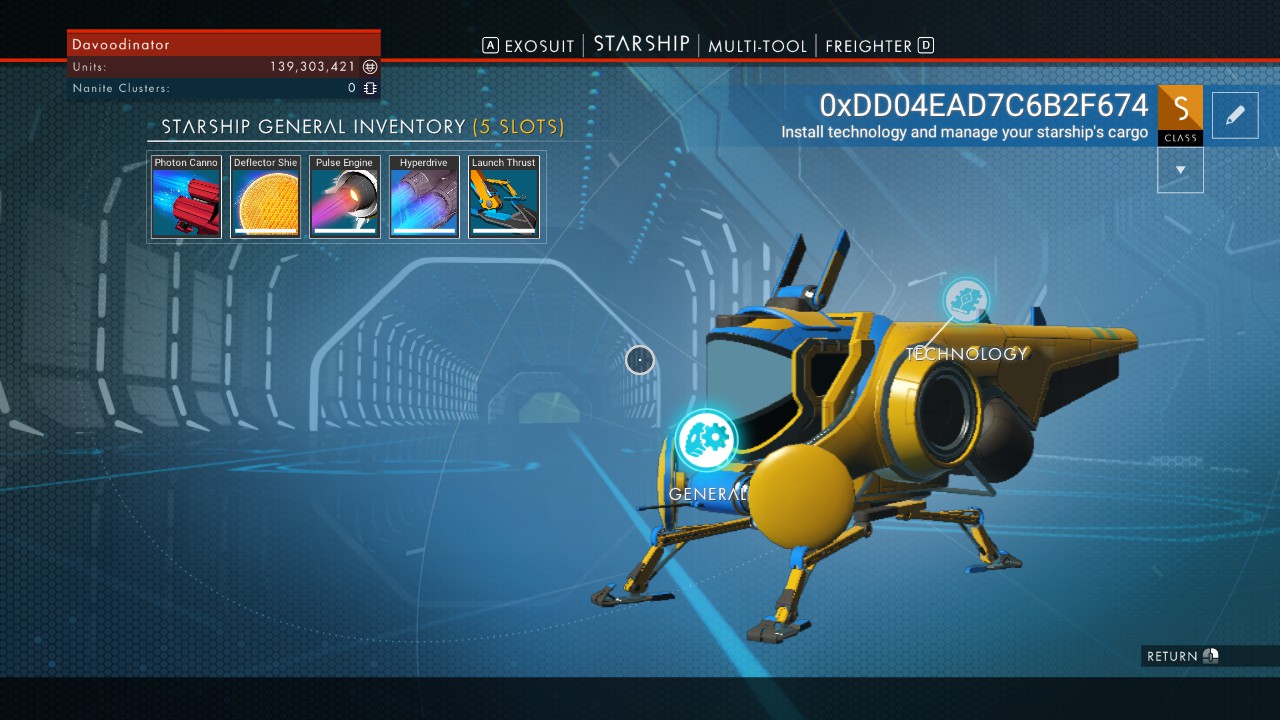 Davoodinator
Units: 139,303,421
Nanite Clusters: 0
A EXOSUIT STARSHIP MULTI-TOOL FREIGHTER D
0xDD04EAD7C6B2F674
Install technology and manage your starship's cargo
S
CLASS
STARSHIP GENERAL INVENTORY (5 SLOTS)
Photon Canno Deflector Shie Pulse Engine Hyperdrive Launch Thrust
TECHNOLOGY
GENERAL
RETURN